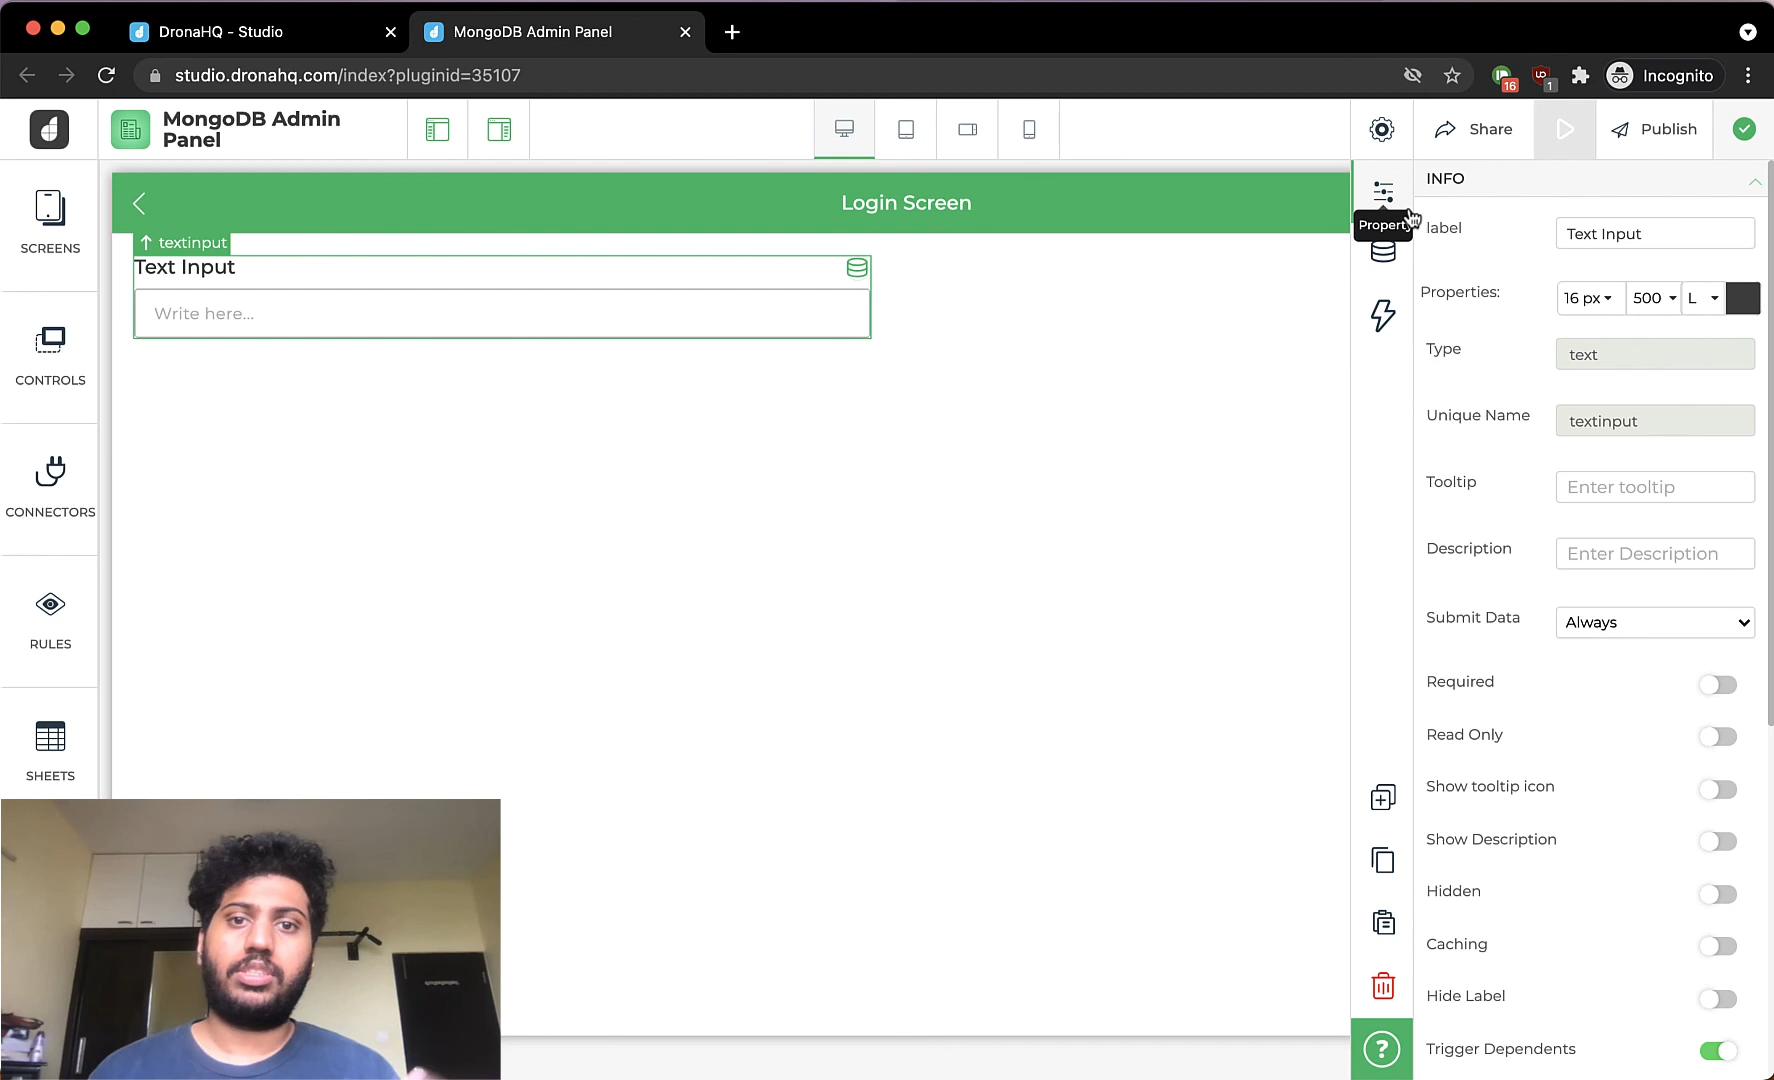 DronaHQ - Studio
MongoDB Admin Panel
studio.dronahq.com/index?pluginid=35107
16
1
Incognito
MongoDB Admin
Panel
Share
Publish
SCREENS
CONTROLS
CONNECTORS
RULES
SHEETS
Login Screen
textinput
Text Input
Write here...
Property
INFO
label
Text Input
Properties:
16 px
500
L
Type
text
Unique Name
textinput
Tooltip
Enter tooltip
Description
Enter Description
Submit Data
Always
Required
Read Only
Show tooltip icon
Show Description
Hidden
Caching
Hide Label
Trigger Dependents
?